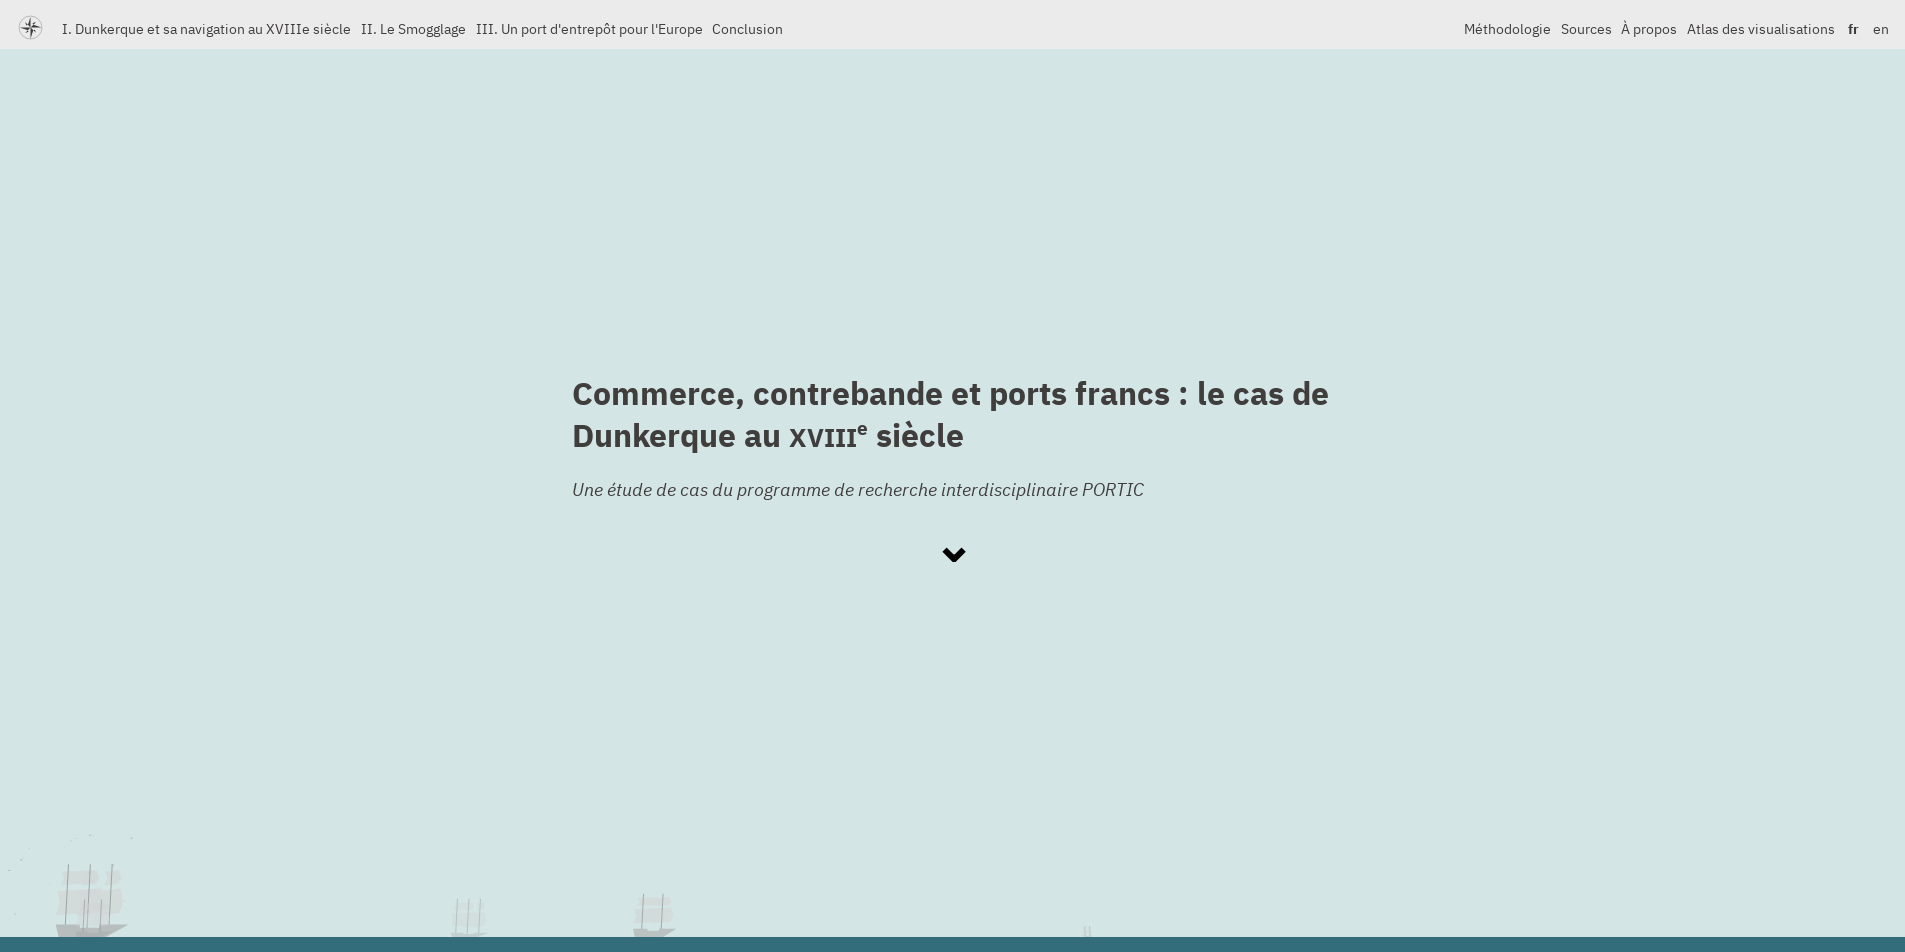 I. Dunkerque et sa navigation au XVIIIe siècle II. Le Smogglage III. Un port d'entrepôt pour l'Europe Conclusion Méthodologie Sources À propos Atlas des visualisations fr en
Commerce, contrebande et ports francs : le cas de
Dunkerque au XVIIIe siècle
Une étude de cas du programme de recherche interdisciplinaire PORTIC